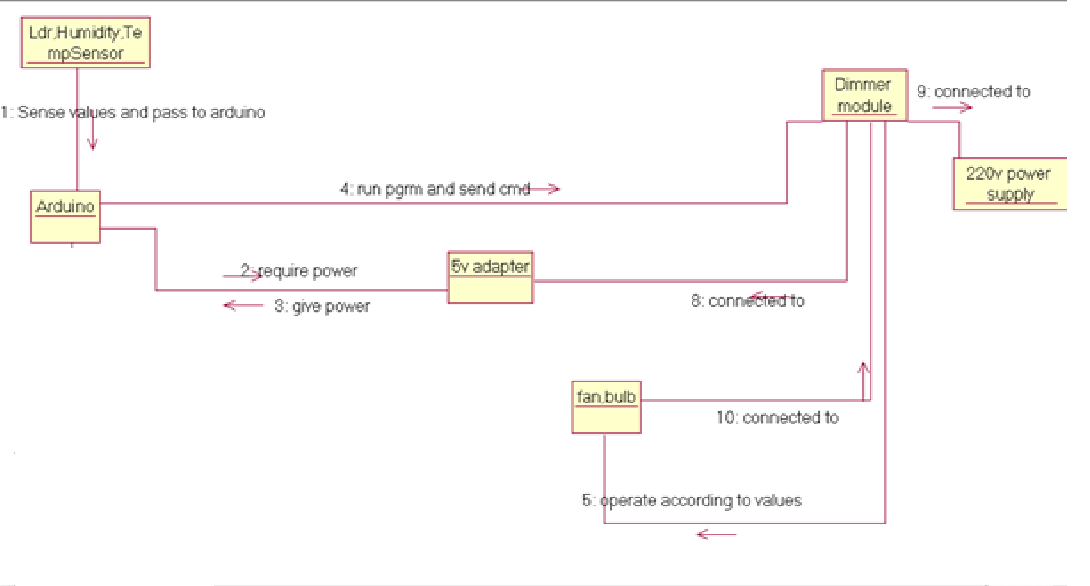 Ldr.Humidity.Te
mpSensor
1: Sense values and pass to arduino
Dimmer
module
9: connected to
220v power
supply
4: run pgrm and send cmd
Arduino
2: require power
5v adapter
3: give power
8: connected to
fan.bulb
10: connected to
5: operate according to values